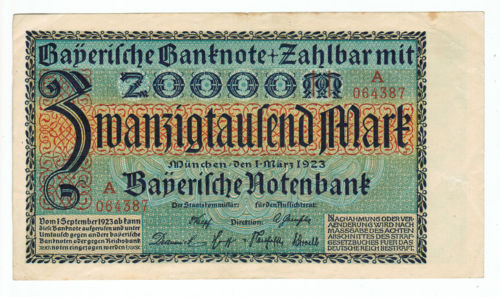 Bayerische Banknote + Zahlbar mit
20000 M
A
064387
Zwanzigtausend Mark
München · den 1 · März 1923
A
064387
Bayerische Notenbank
Der Staatskommissär:
für den Aufsichtsrat:
Direktion:
Vom 1 · September 1923 ab kann
diese Banknote aufgerufen und unter
Umtausch gegen andere bayerische
Banknoten oder gegen Reichsbank-
noten eingezogen werden
NACHAHMUNG ODER VER-
AENDERUNG WIRD NACH
MASSGABE DES ACHTEN
ABSCHNITTES DES STRAF-
GESETZBUCHES FUER DAS
DEUTSCHE REICH BESTRAFT.